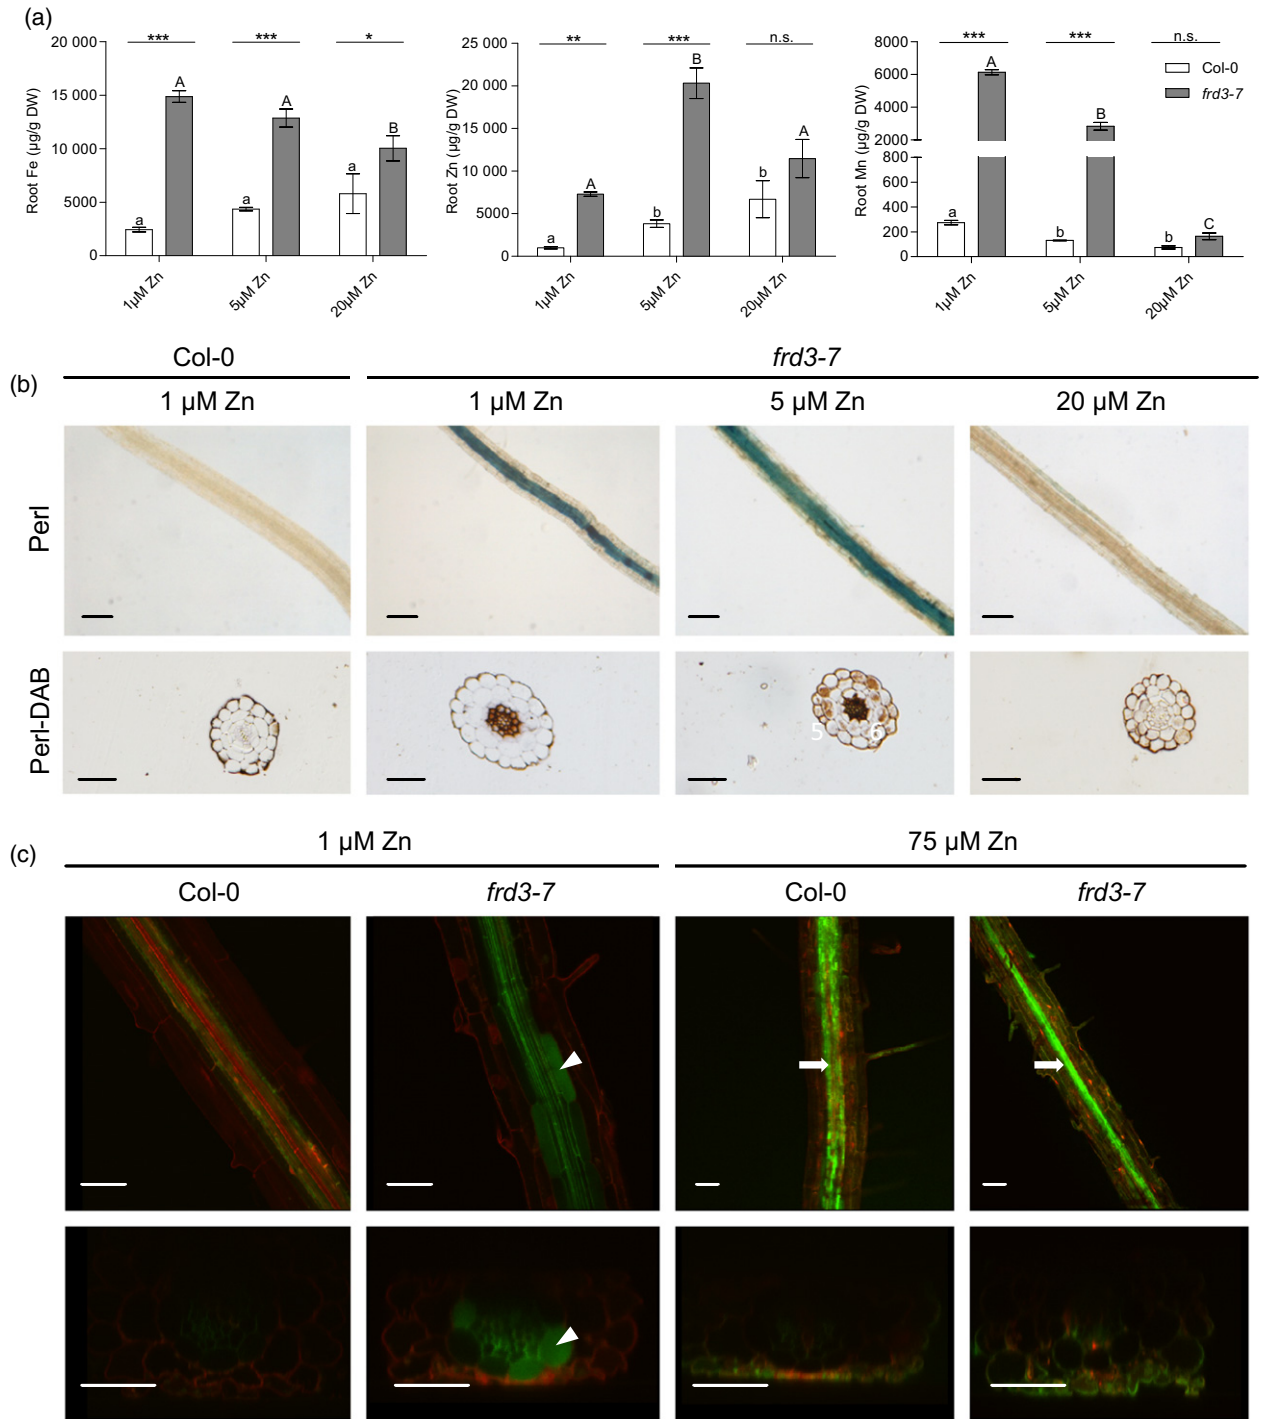 (a)
***
***
*
20 000
15 000
10 000
5000
0
Root Fe (µg/g DW)
a
A
a
A
a
B
1µM Zn
5µM Zn
20µM Zn
**
***
n.s.
25 000
20 000
15 000
10 000
5000
0
Root Zn (µg/g DW)
a
A
b
B
b
A
1µM Zn
5µM Zn
20µM Zn
***
***
n.s.
8000
6000
4000
2000
800
600
400
200
0
Root Mn (µg/g DW)
a
A
b
B
b
C
1µM Zn
5µM Zn
20µM Zn
Col-0
frd3-7
(b)
Col-0
frd3-7
1 µM Zn
1 µM Zn
5 µM Zn
20 µM Zn
Perl
Perl-DAB
5
6
(c)
1 µM Zn
75 µM Zn
Col-0
frd3-7
Col-0
frd3-7